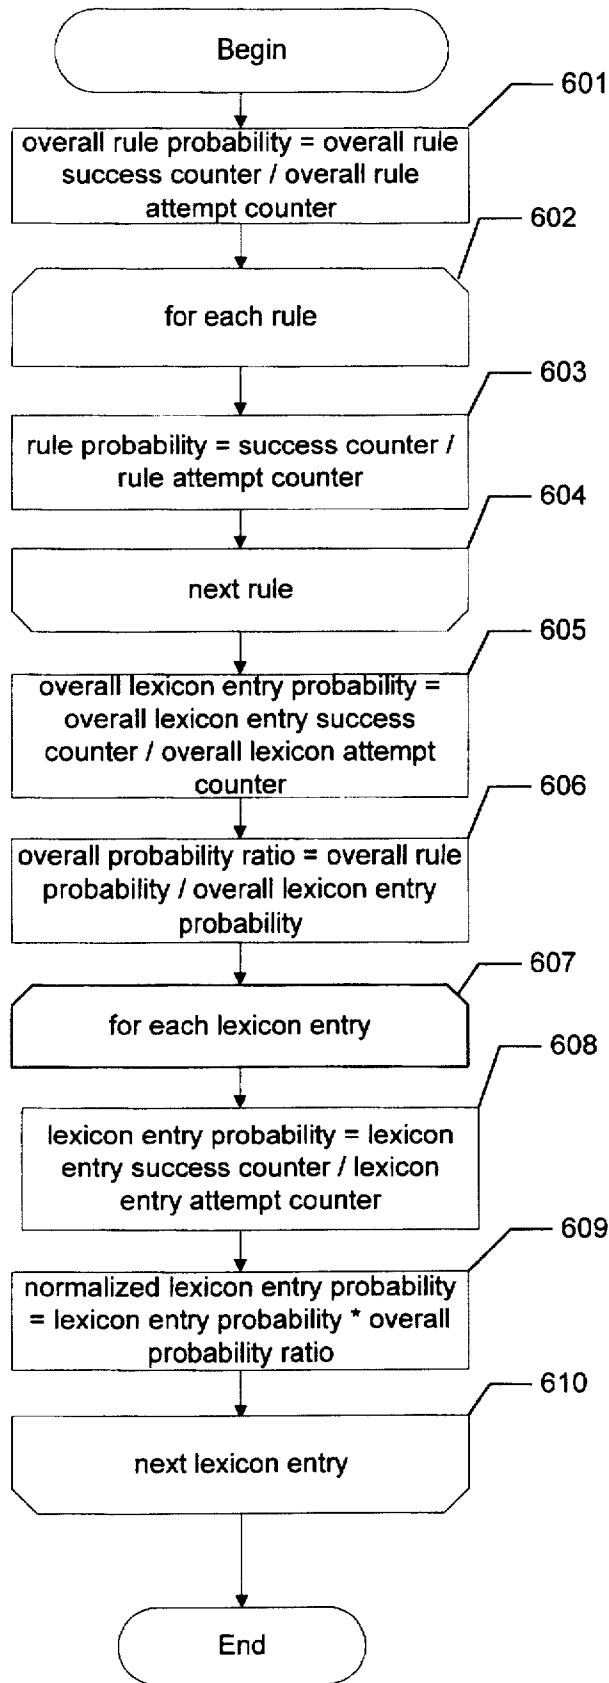 Begin
601
overall rule probability = overall rule
success counter / overall rule
attempt counter
602
for each rule
603
rule probability = success counter /
rule attempt counter
604
next rule
605
overall lexicon entry probability =
overall lexicon entry success
counter / overall lexicon attempt
counter
606
overall probability ratio = overall rule
probability / overall lexicon entry
probability
607
for each lexicon entry
608
lexicon entry probability = lexicon
entry success counter / lexicon
entry attempt counter
609
normalized lexicon entry probability
= lexicon entry probability * overall
probability ratio
610
next lexicon entry
End